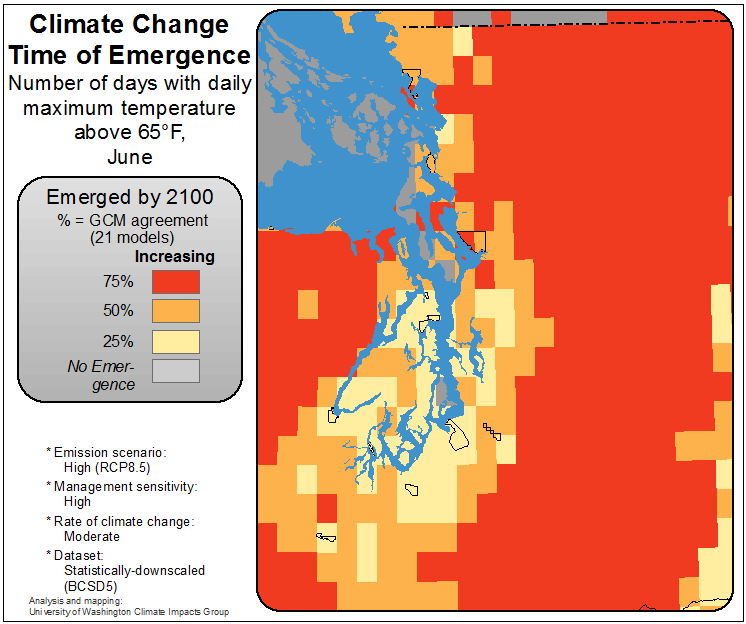 Climate Change
Time of Emergence
Number of days with daily
maximum temperature
above 65°F,
June
Emerged by 2100
% = GCM agreement
(21 models)
Increasing
75%
50%
25%
No Emer-
gence
* Emission scenario:
High (RCP8.5)
* Management sensitivity:
High
* Rate of climate change:
Moderate
* Dataset:
Statistically-downscaled
(BCSD5)
Analysis and mapping:
University of Washington Climate Impacts Group